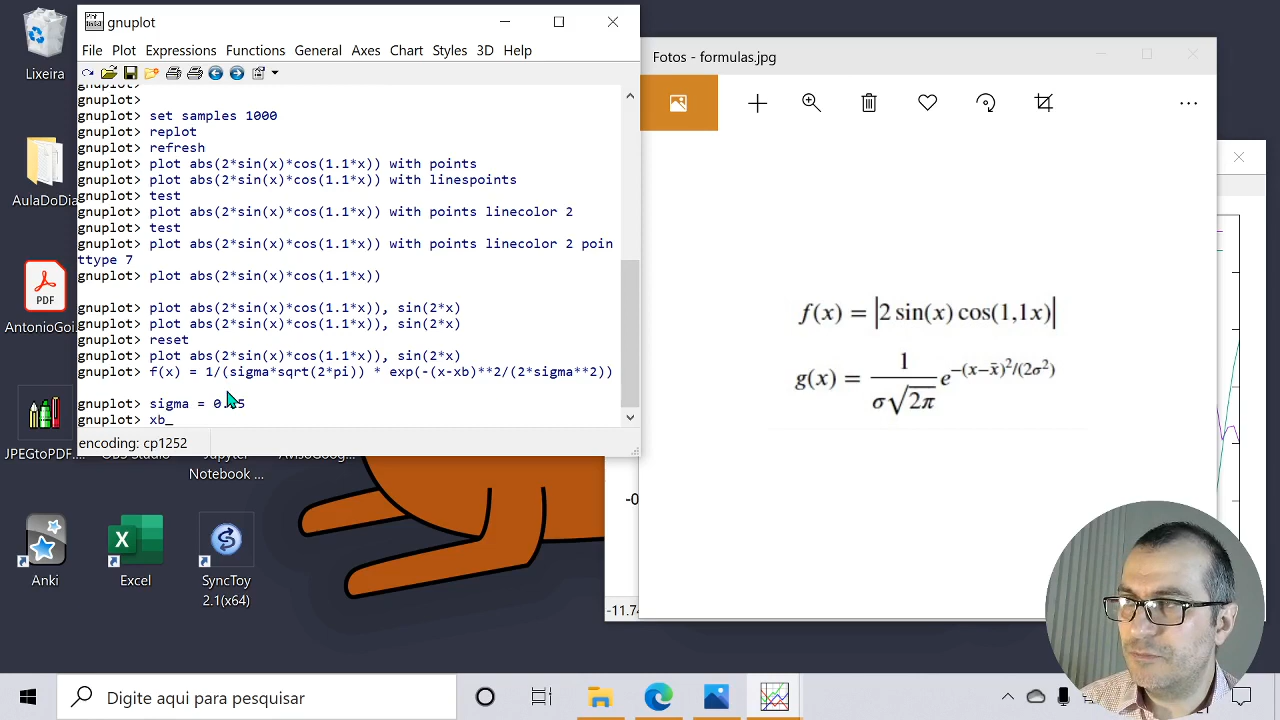 Lixeira
AulaDoDia
PDF
AntonioGoi
JPEGtoPDF....
Notebook ...
Anki
Excel
SyncToy
2.1(x64)
gnuplot
File Plot Expressions Functions General Axes Chart Styles 3D Help
gnuplot>
gnuplot> set samples 1000
gnuplot> replot
gnuplot> refresh
gnuplot> plot abs(2*sin(x)*cos(1.1*x)) with points
gnuplot> plot abs(2*sin(x)*cos(1.1*x)) with linespoints
gnuplot> test
gnuplot> plot abs(2*sin(x)*cos(1.1*x)) with points linecolor 2
gnuplot> test
gnuplot> plot abs(2*sin(x)*cos(1.1*x)) with points linecolor 2 poin
ttype 7
gnuplot> plot abs(2*sin(x)*cos(1.1*x))
gnuplot> plot abs(2*sin(x)*cos(1.1*x)), sin(2*x)
gnuplot> plot abs(2*sin(x)*cos(1.1*x)), sin(2*x)
gnuplot> reset
gnuplot> plot abs(2*sin(x)*cos(1.1*x)), sin(2*x)
gnuplot> f(x) = 1/(sigma*sqrt(2*pi)) * exp(-(x-xb)**2/(2*sigma**2))
gnuplot> sigma =
gnuplot> xb_
encoding: cp1252
Fotos - formulas.jpg
f(x) = |2 sin(x) cos(1,1x)|
g(x) = 1/(σ√2π) e^−(x−x̄)²/(2σ²)
-0
-11.74
Digite aqui para pesquisar